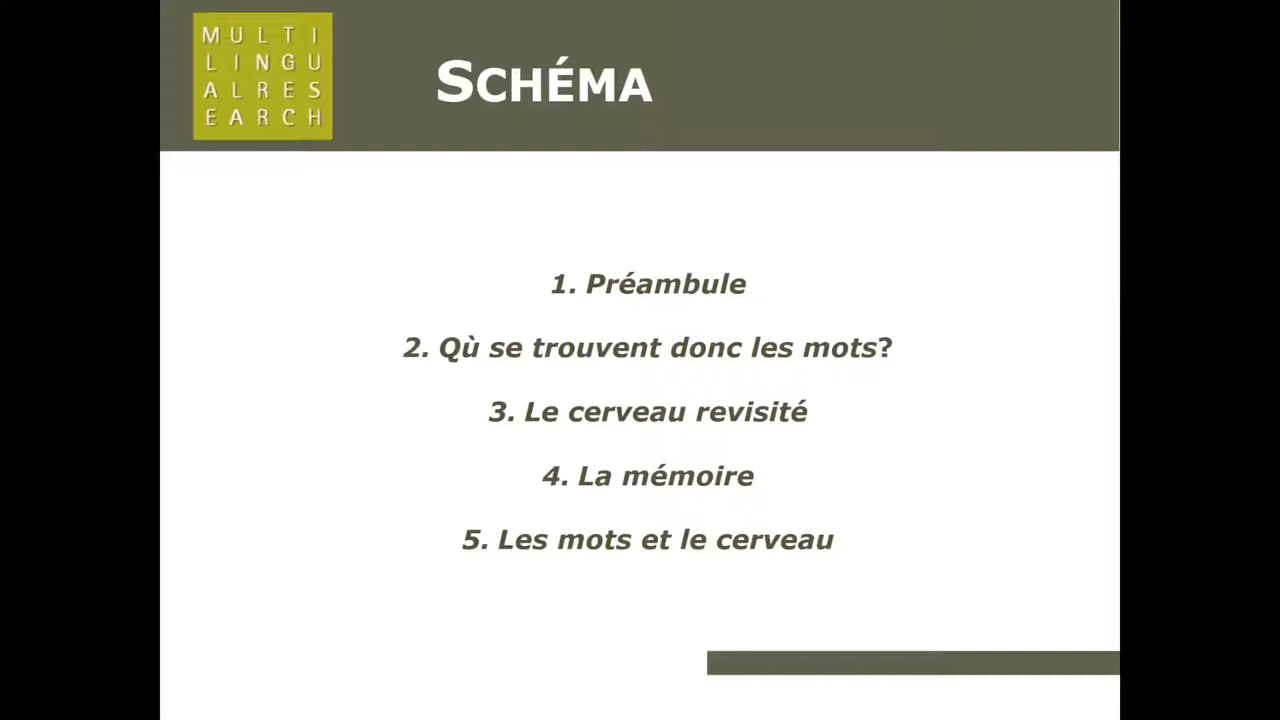 MULTI
LINGU
ALRES
EARCH
SCHÉMA
1. Préambule
2. Qù se trouvent donc les mots?
3. Le cerveau revisité
4. La mémoire
5. Les mots et le cerveau